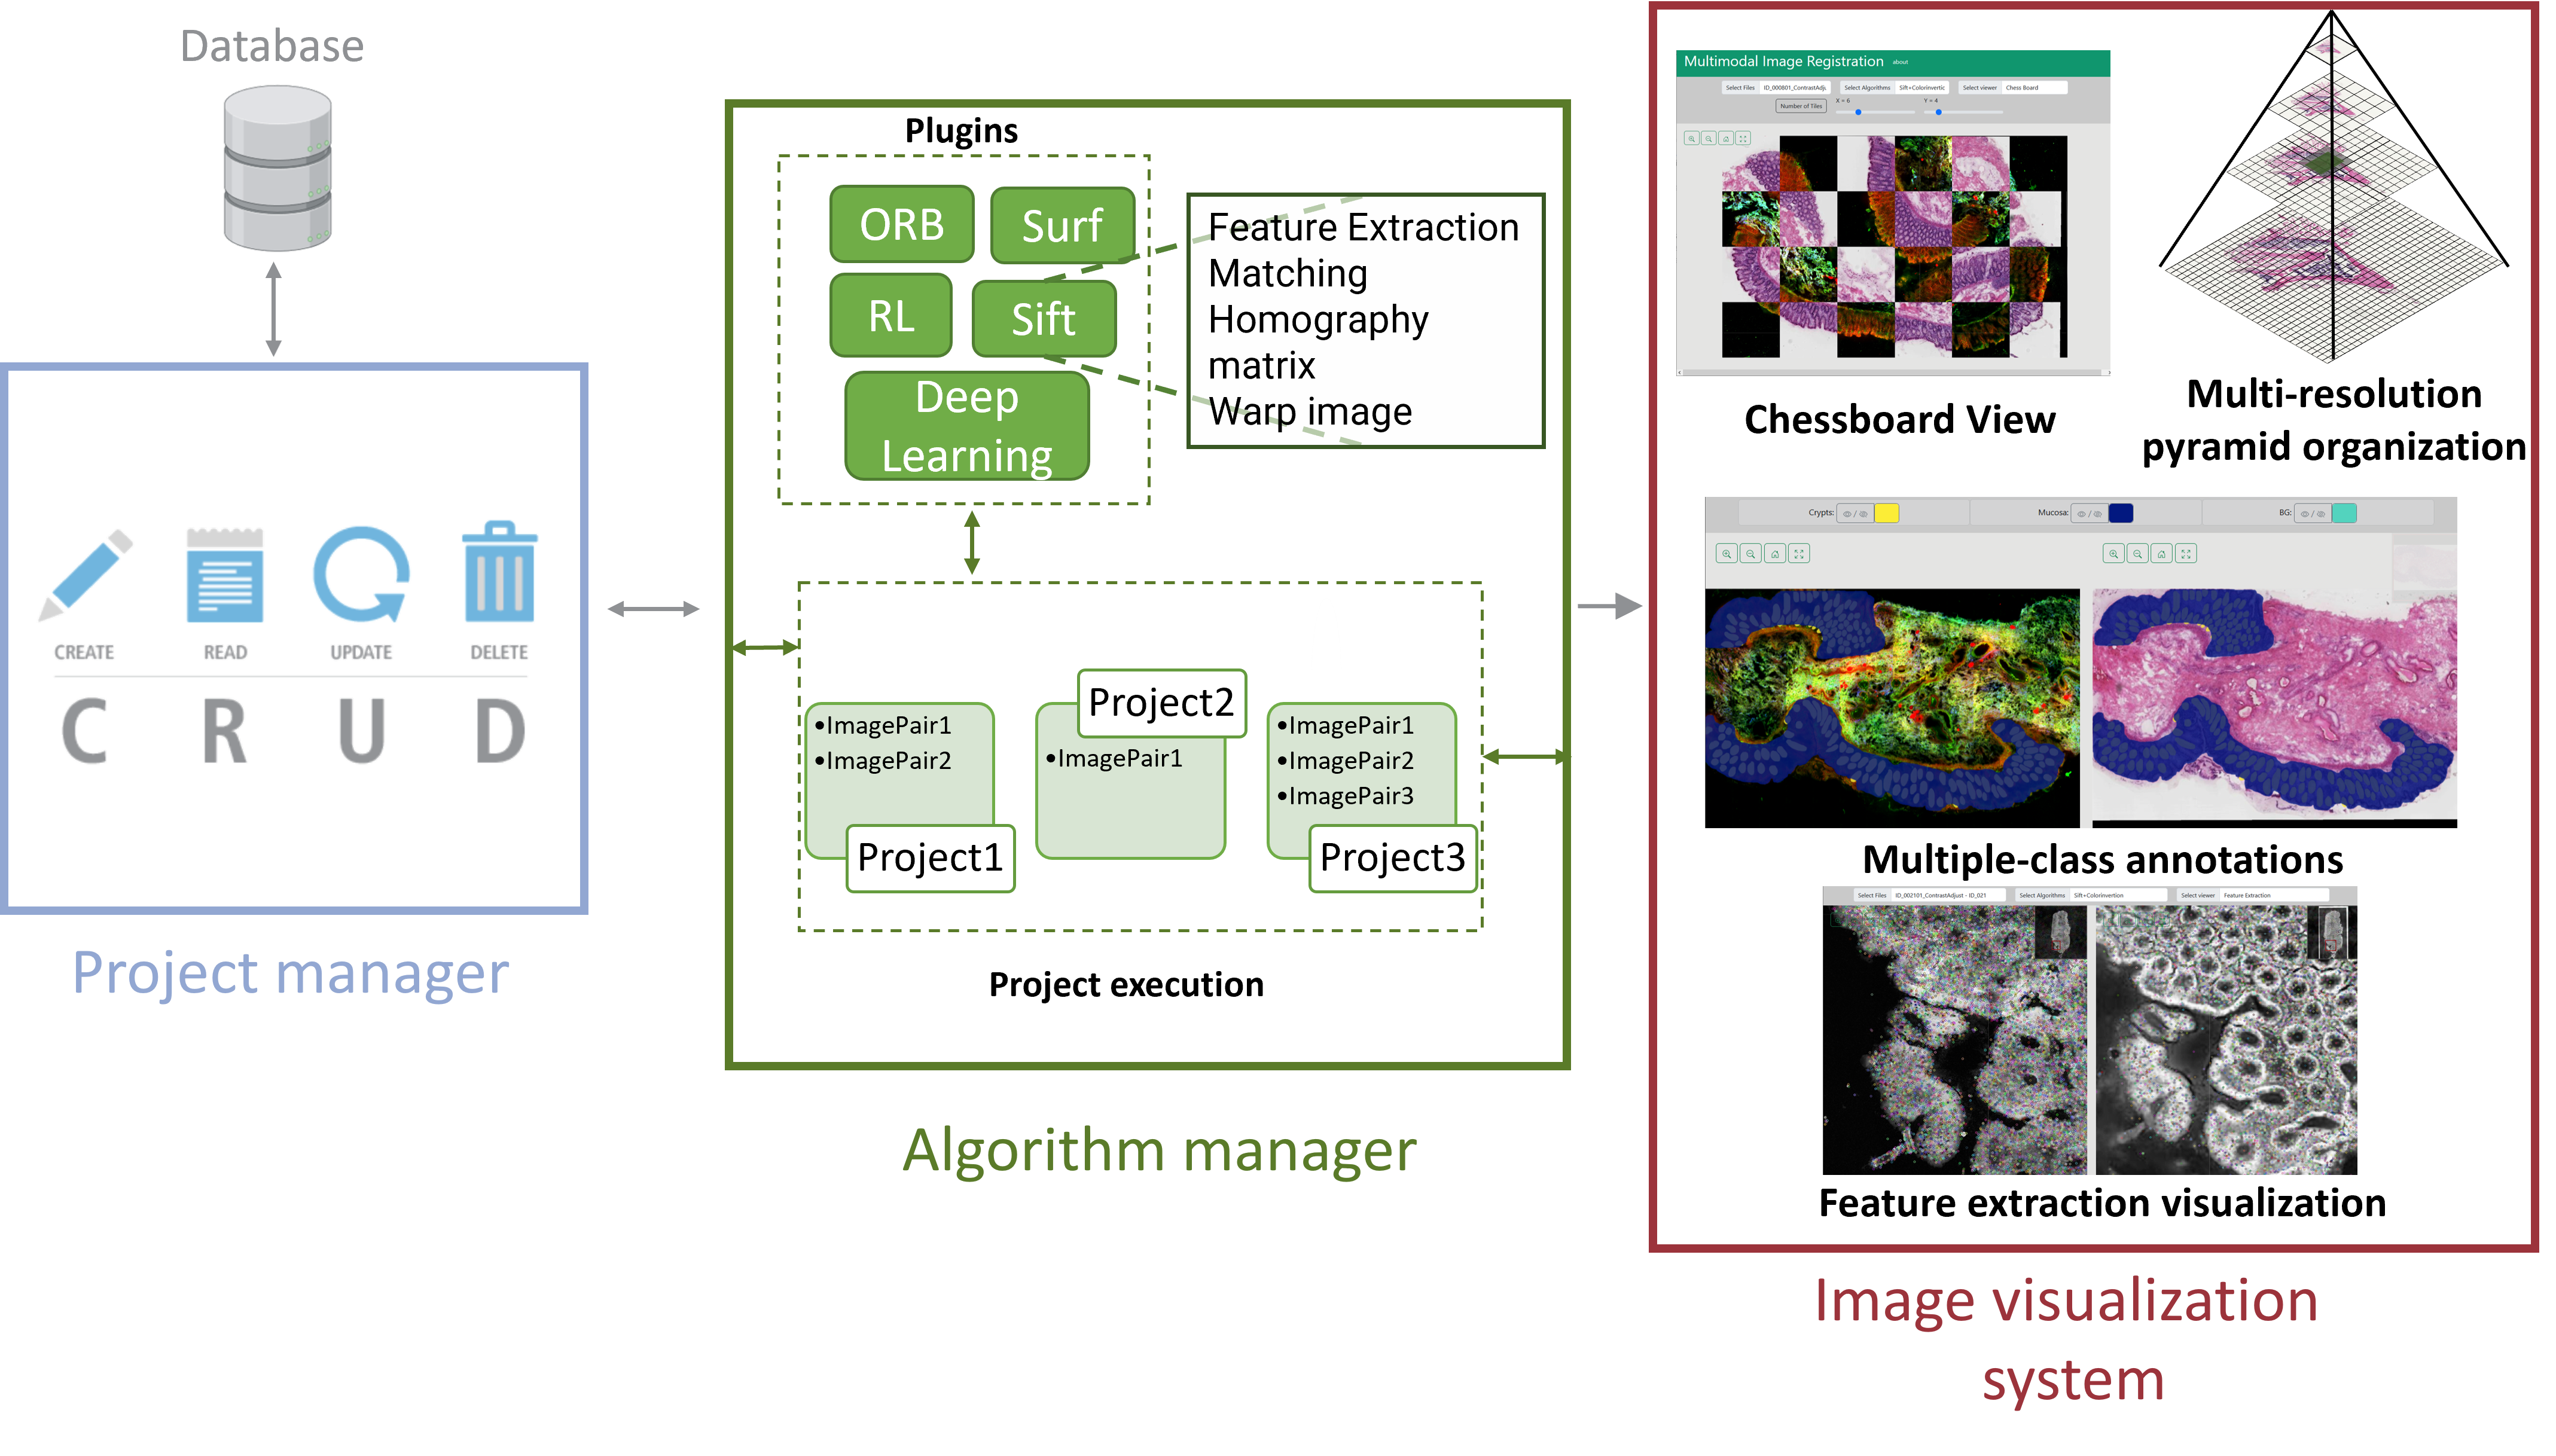 Database
CREATE
READ
UPDATE
DELETE
C R U D
Project manager
Plugins
ORB
Surf
RL
Sift
Deep
Learning
Feature Extraction
Matching
Homography
matrix
Warp image
•ImagePair1
•ImagePair2
Project1
Project2
•ImagePair1
•ImagePair1
•ImagePair2
•ImagePair3
Project3
Project execution
Algorithm manager
Multimodal Image Registration about
Select Files ID_000801_ContrastAdju Select Algorithms Sift+Colorinvertic Select viewer Chess Board
Number of Tiles X = 6 Y = 4
Chessboard View
Multi-resolution
pyramid organization
Crypts: Mucosa: BG:
Multiple-class annotations
Select Files ID_002101_ContrastAdjust - ID_021 Select Algorithms Sift+Colorinvertion Select viewer Feature Extraction
Feature extraction visualization
Image visualization
system